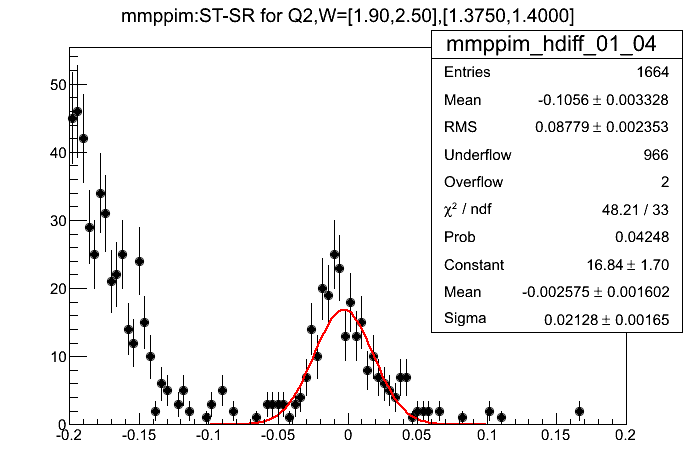 mmppim:ST-SR for Q2,W=[1.90,2.50],[1.3750,1.4000]
mmppim_hdiff_01_04
Entries 1664
Mean -0.1056 ± 0.003328
RMS 0.08779 ± 0.002353
Underflow 966
Overflow 2
χ² / ndf 48.21 / 33
Prob 0.04248
Constant 16.84 ± 1.70
Mean -0.002575 ± 0.001602
Sigma 0.02128 ± 0.00165
50
40
30
20
10
0
-0.2 -0.15 -0.1 -0.05 0 0.05 0.1 0.15 0.2